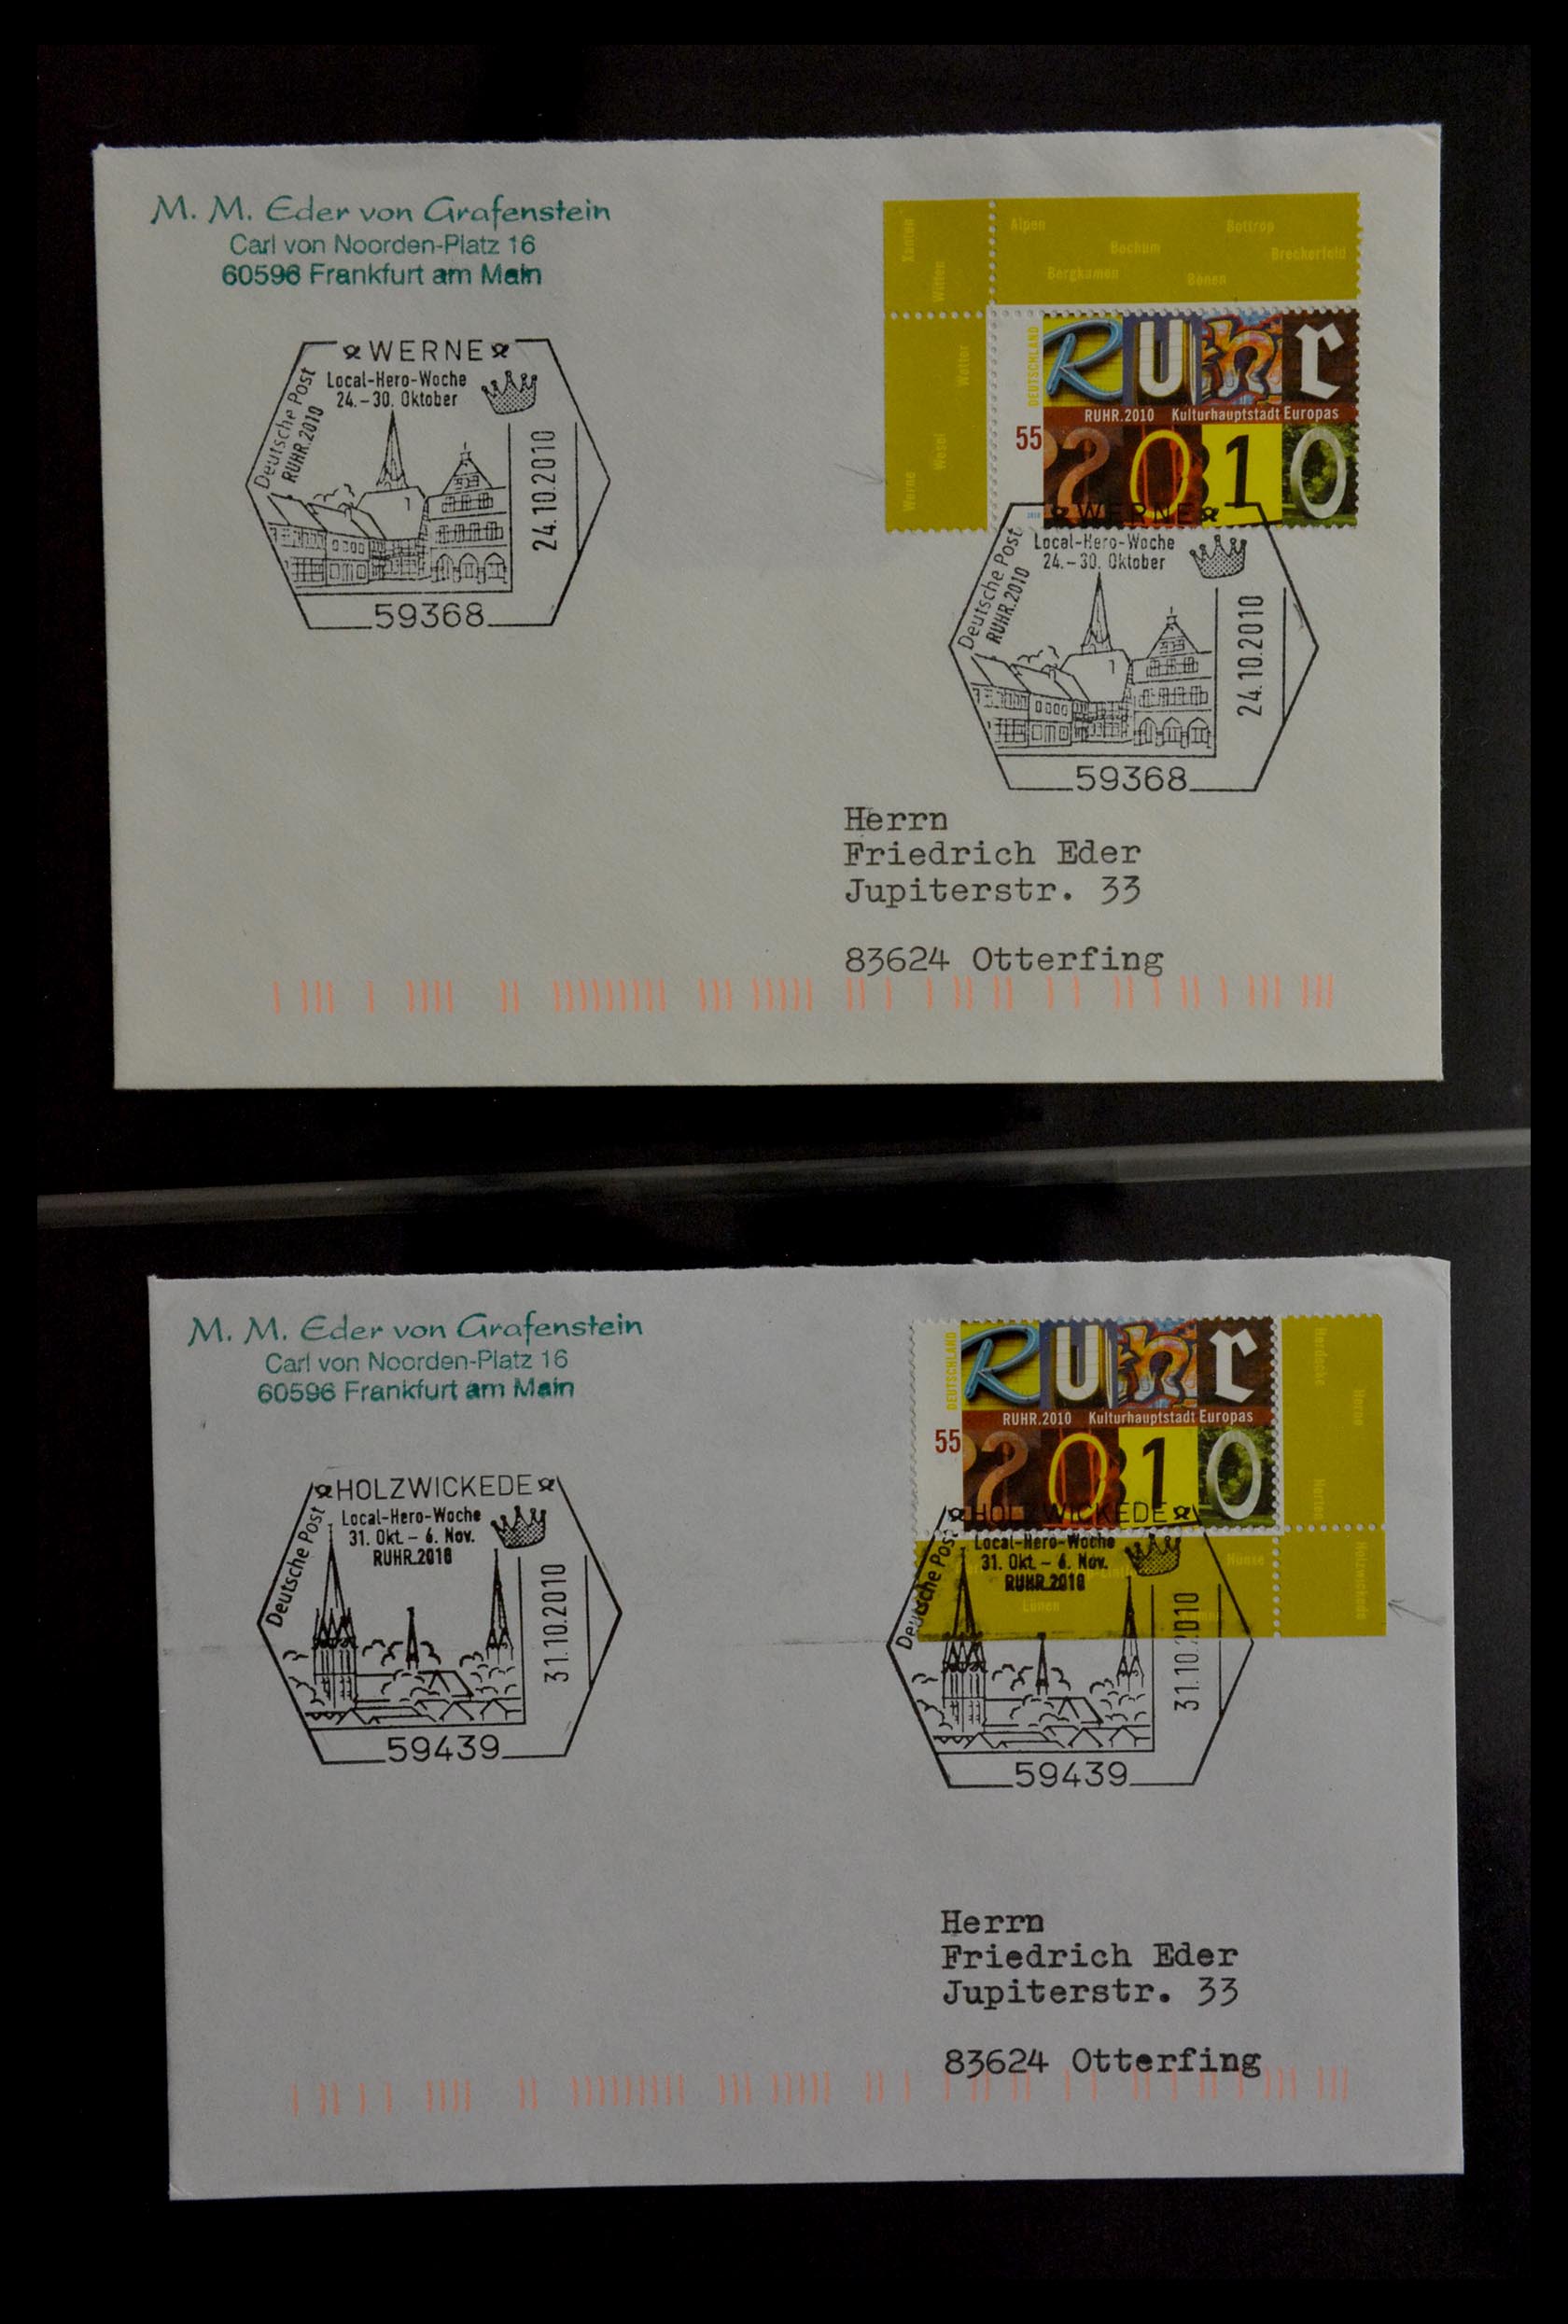 M. M. Eder von Grafenstein
Carl von Noorden-Platz 16
60596 Frankfurt am Main
WERNE
Local-Hero-Woche
24.-30. Oktober
Deutsche Post
RUHR.2010
24.10.2010
59368
Xanten
Witten
Alpen
Bottrop
Bochum
Breckerfeld
Bergkamen
Bönen
Wetter
Wesel
Werne
DEUTSCHLAND
RUHR
RUHR.2010 Kulturhauptstadt Europas
55
2010
WERNE
Local-Hero-Woche
24.-30. Oktober
Deutsche Post
RUHR.2010
24.10.2010
59368
Herrn
Friedrich Eder
Jupiterstr. 33
83624 Otterfing
M. M. Eder von Grafenstein
Carl von Noorden-Platz 16
60596 Frankfurt am Main
HOLZWICKEDE
Local-Hero-Woche
31. Okt. - 6. Nov.
RUHR.2010
Deutsche Post
31.10.2010
59439
DEUTSCHLAND
RUHR
RUHR.2010 Kulturhauptstadt Europas
55
2010
Herdecke
Herne
Herten
Holzwickede
Hünxe
Lünen
HOLZWICKEDE
Local-Hero-Woche
31. Okt. - 6. Nov.
RUHR.2010
Deutsche Post
31.10.2010
59439
Herrn
Friedrich Eder
Jupiterstr. 33
83624 Otterfing